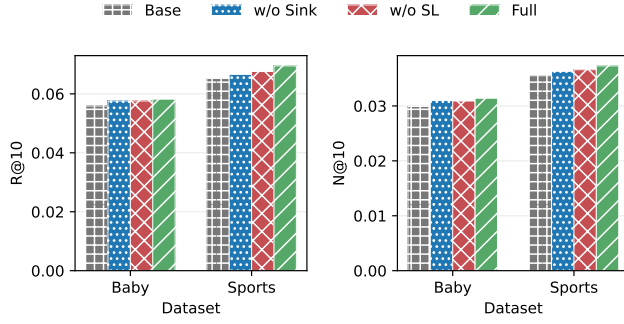 Base w/o Sink w/o SL Full
R@10
0.06
0.04
0.02
0.00
Baby Sports
Dataset
N@10
0.03
0.02
0.01
0.00
Baby Sports
Dataset